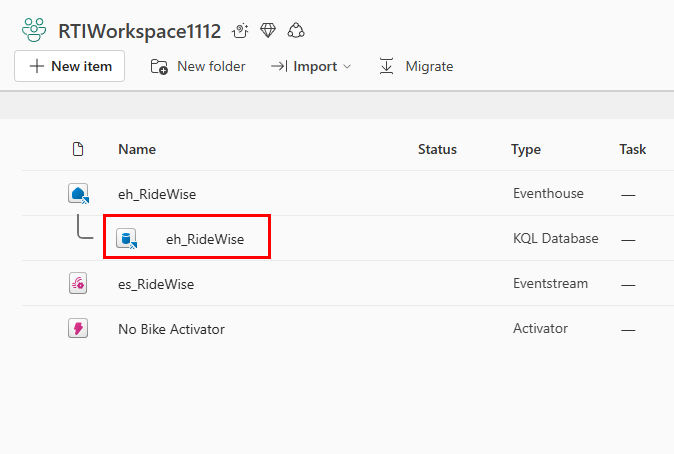 RTIWorkspace1112
New item New folder Import Migrate
Name Status Type Task
eh_RideWise Eventhouse —
eh_RideWise KQL Database —
es_RideWise Eventstream —
No Bike Activator Activator —